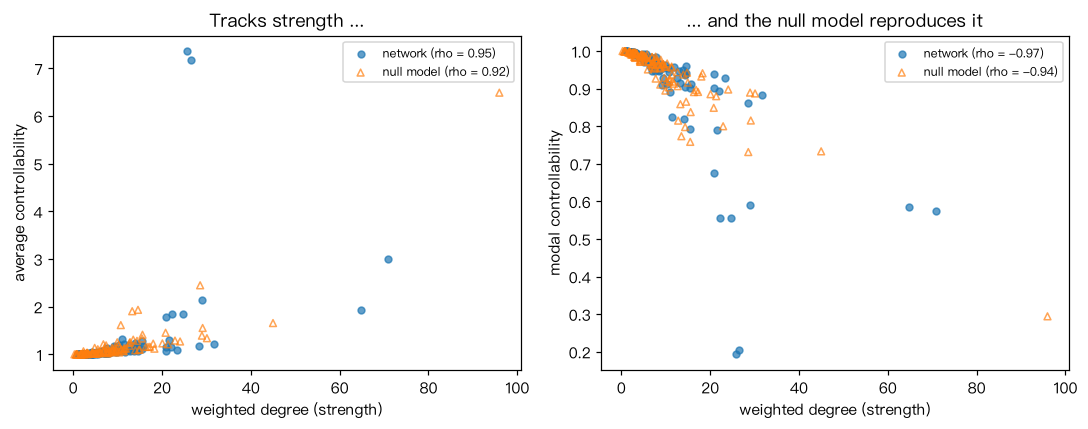 Tracks strength ...
network (rho = 0.95)
null model (rho = 0.92)
average controllability
7
6
5
4
3
2
1
0
20
40
60
80
100
weighted degree (strength)
... and the null model reproduces it
network (rho = −0.97)
null model (rho = −0.94)
modal controllability
1.0
0.9
0.8
0.7
0.6
0.5
0.4
0.3
0.2
0
20
40
60
80
100
weighted degree (strength)